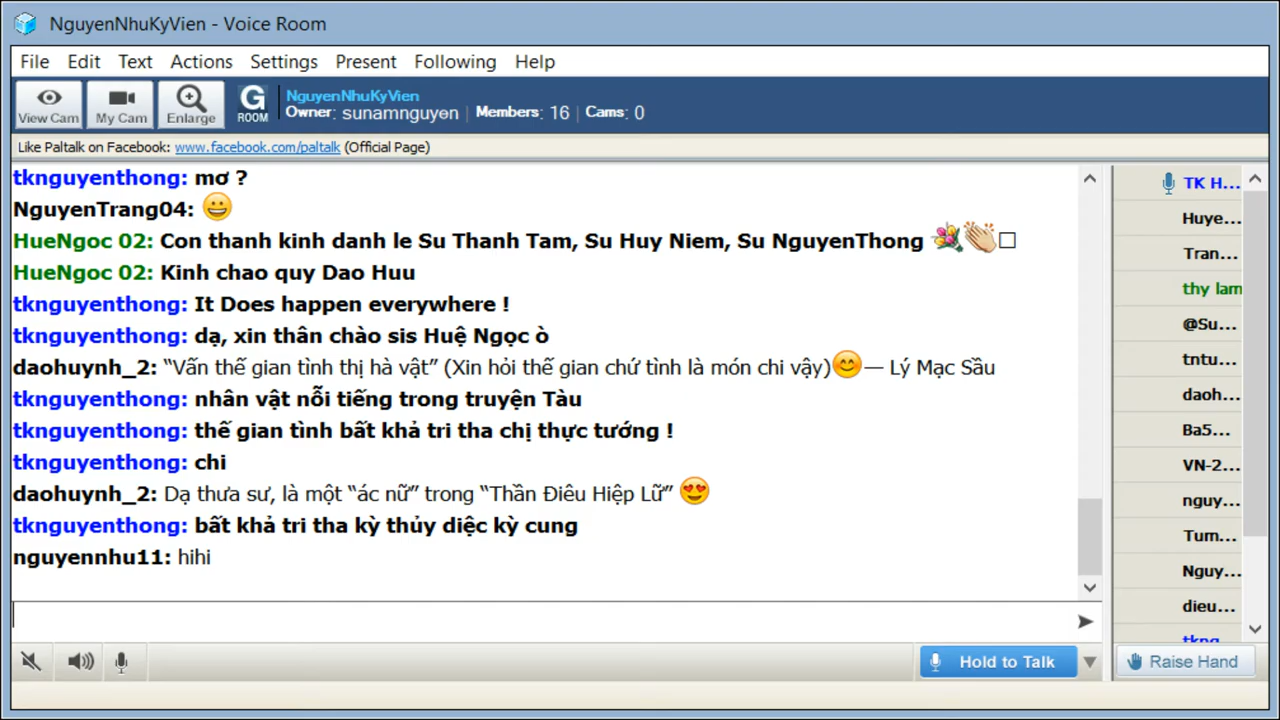 NguyenNhuKyVien - Voice Room
File Edit Text Actions Settings Present Following Help
View Cam My Cam Enlarge G ROOM
NguyenNhuKyVien
Owner: sunamnguyen | Members: 16 | Cams: 0
Like Paltalk on Facebook: www.facebook.com/paltalk (Official Page)
tknguyenthong: mơ ?
NguyenTrang04: 😀
HueNgoc 02: Con thanh kinh danh le Su Thanh Tam, Su Huy Niem, Su NguyenThong 💐👏🏼□
HueNgoc 02: Kinh chao quy Dao Huu
tknguyenthong: It Does happen everywhere !
tknguyenthong: dạ, xin thân chào sis Huệ Ngọc ò
daohuynh_2: “Vấn thế gian tình thị hà vật” (Xin hỏi thế gian chứ tình là món chi vậy)😊— Lý Mạc Sầu
tknguyenthong: nhân vật nỗi tiếng trong truyện Tàu
tknguyenthong: thế gian tình bất khả tri tha chị thực tướng !
tknguyenthong: chi
daohuynh_2: Dạ thưa sư, là một “ác nữ” trong “Thần Điêu Hiệp Lữ” 😍
tknguyenthong: bất khả tri tha kỳ thủy diệc kỳ cung
nguyennhu11: hihi
TK H...
Huye...
Tran...
thy lam
@Su...
tntu...
daoh...
Ba5...
VN-2...
nguy...
Tum...
Nguy...
dieu...
tkng
Hold to Talk
Raise Hand